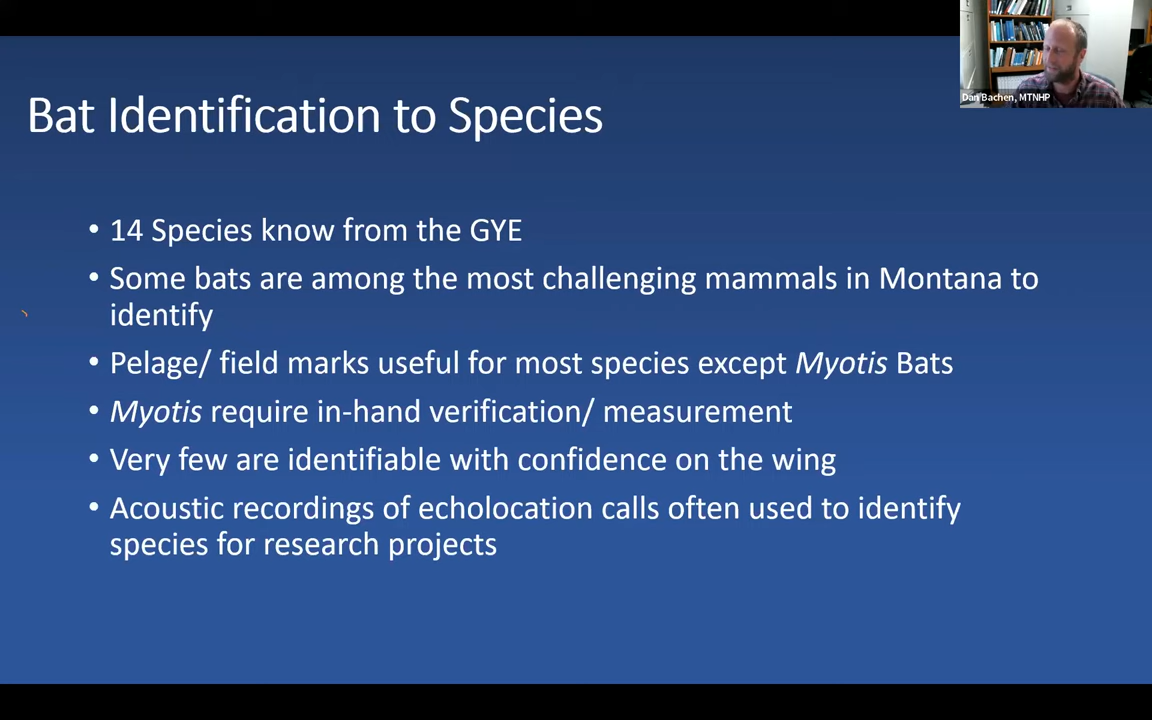 Dan Bachen, MTNHP
Bat Identification to Species
• 14 Species know from the GYE
• Some bats are among the most challenging mammals in Montana to
identify
• Pelage/ field marks useful for most species except Myotis Bats
• Myotis require in-hand verification/ measurement
• Very few are identifiable with confidence on the wing
• Acoustic recordings of echolocation calls often used to identify
species for research projects